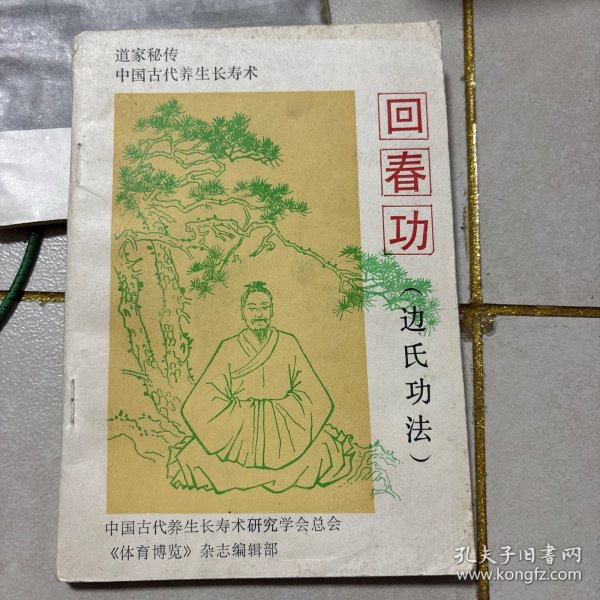 道家秘传
中国古代养生长寿术
回春功
（边氏功法）
中国古代养生长寿术研究学会总会
《体育博览》杂志编辑部
孔夫子旧书网
www.kongfz.com